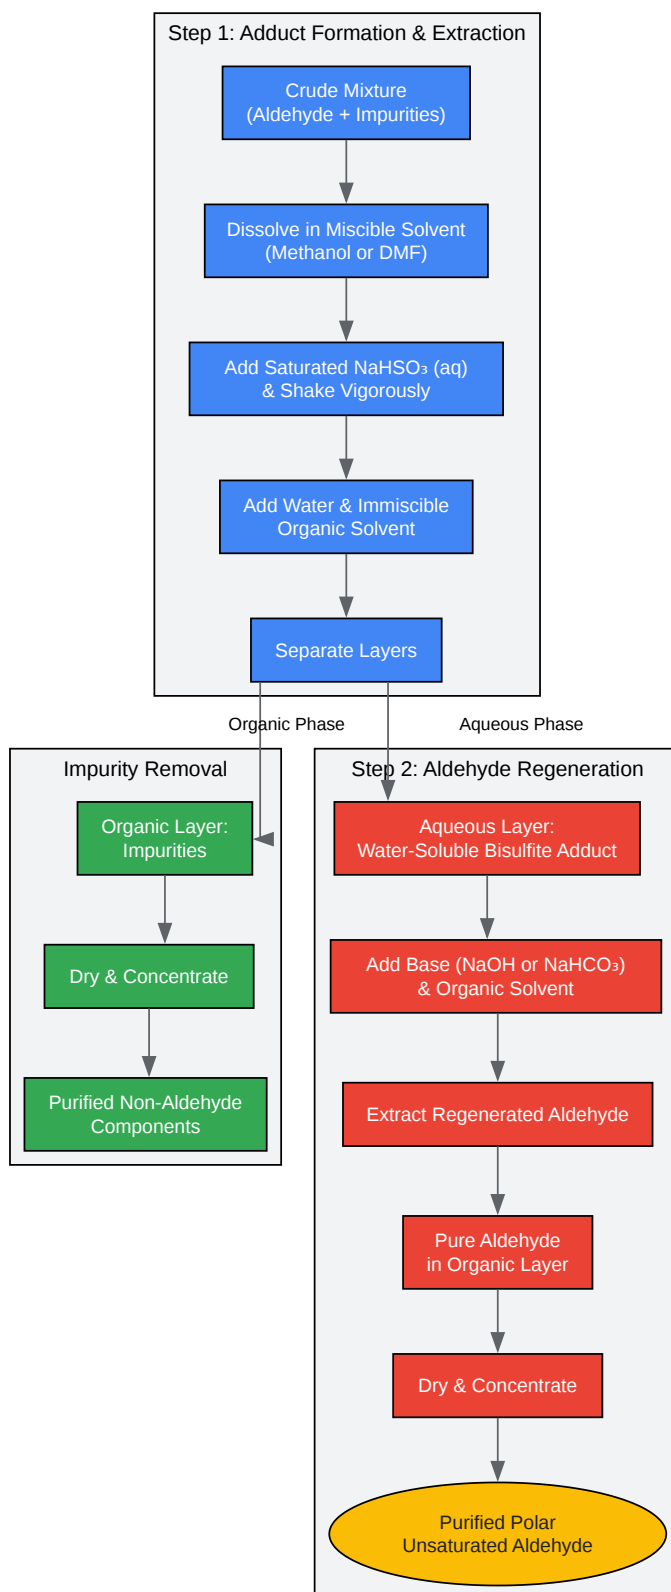 Step 1: Adduct Formation & Extraction
Crude Mixture
(Aldehyde + Impurities)
Dissolve in Miscible Solvent
(Methanol or DMF)
Add Saturated NaHSO₃ (aq)
& Shake Vigorously
Add Water & Immiscible
Organic Solvent
Separate Layers
Organic Phase
Aqueous Phase
Impurity Removal
Organic Layer:
Impurities
Dry & Concentrate
Purified Non-Aldehyde
Components
Step 2: Aldehyde Regeneration
Aqueous Layer:
Water-Soluble Bisulfite Adduct
Add Base (NaOH or NaHCO₃)
& Organic Solvent
Extract Regenerated Aldehyde
Pure Aldehyde
in Organic Layer
Dry & Concentrate
Purified Polar
Unsaturated Aldehyde